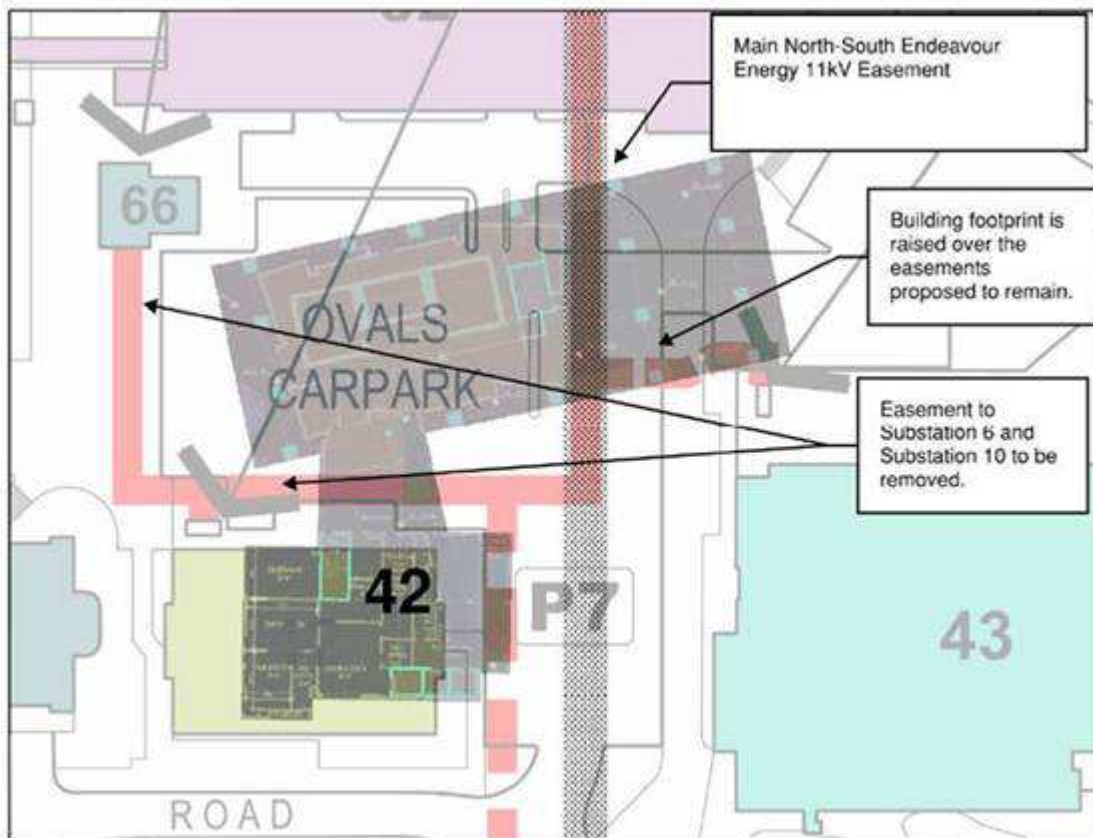 Main North-South Endeavour
Energy 11kV Easement
66
Building footprint is
raised over the
easements
proposed to remain.
OVALS
CARPARK
Easement to
Substation 6 and
Substation 10 to be
removed.
42
P7
43
ROAD